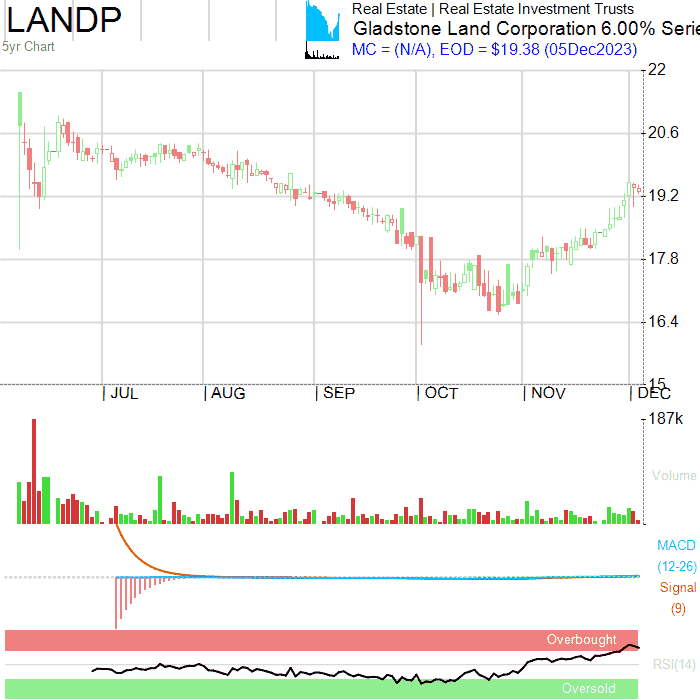 LANDP
5yr Chart
Real Estate | Real Estate Investment Trusts
Gladstone Land Corporation 6.00% Serie
MC = (N/A), EOD = $19.38 (05Dec2023)
22
20.6
19.2
17.8
16.4
15
| JUL | AUG | SEP | OCT | NOV | DEC
187k
Volume
MACD
(12-26)
Signal
(9)
Overbought
RSI(14)
Oversold